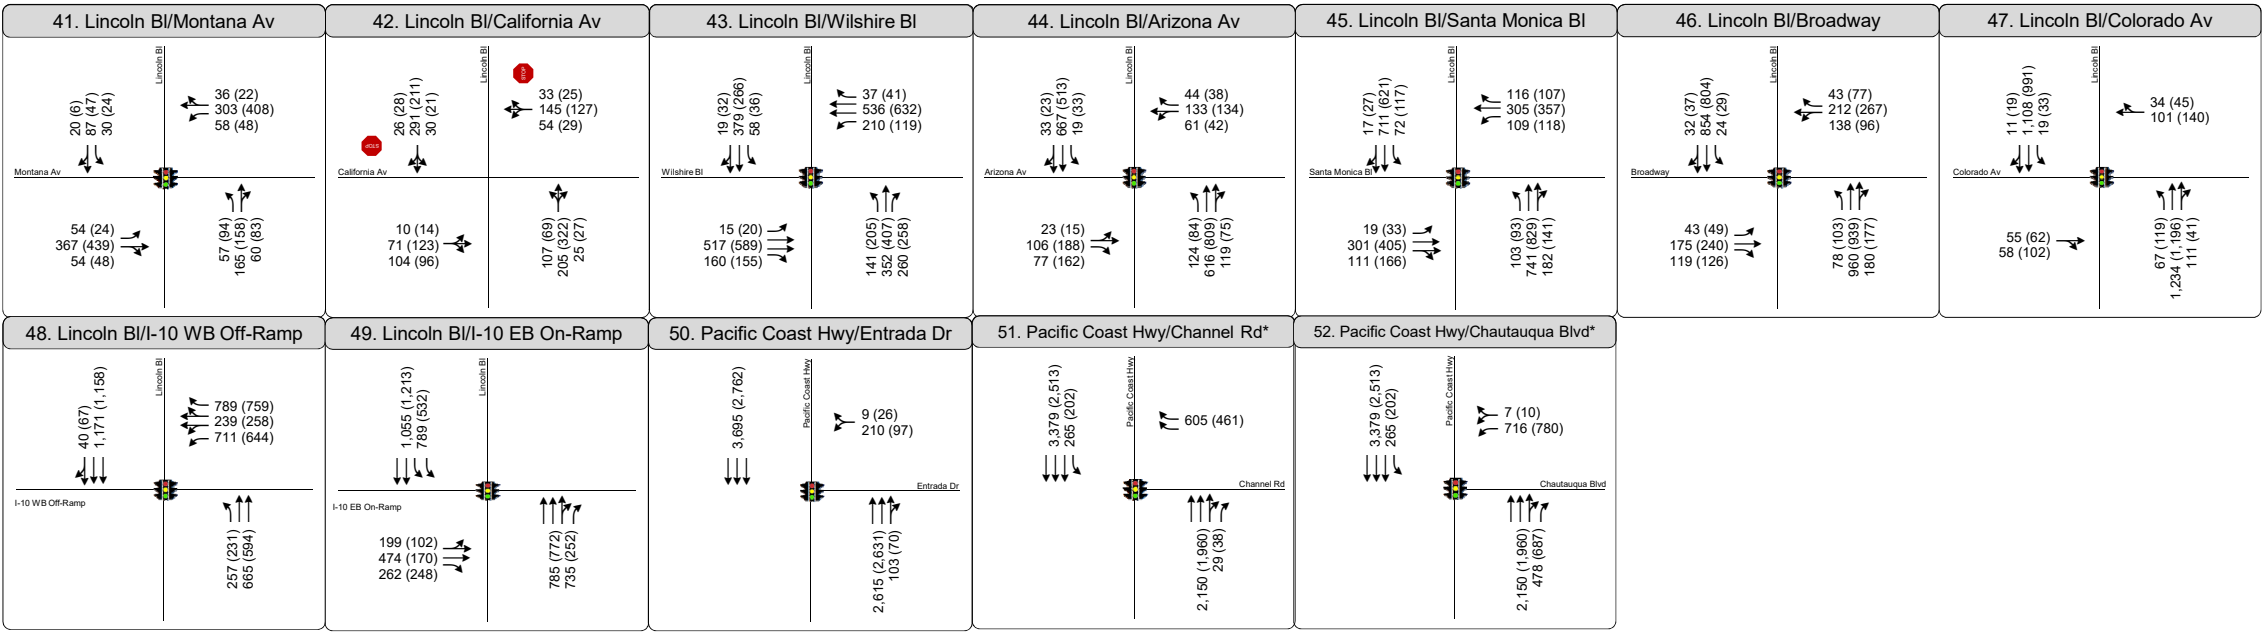 41. Lincoln Bl/Montana Av
Lincoln Bl
20 (6)
87 (47)
30 (24)
36 (22)
303 (408)
58 (48)
Montana Av
54 (24)
367 (439)
54 (48)
57 (94)
165 (158)
60 (83)
42. Lincoln Bl/California Av
Lincoln Bl
STOP
26 (28)
291 (211)
30 (21)
33 (25)
145 (127)
54 (29)
STOP
California Av
10 (14)
71 (123)
104 (96)
107 (69)
205 (322)
25 (27)
43. Lincoln Bl/Wilshire Bl
Lincoln Bl
19 (32)
379 (266)
58 (36)
37 (41)
536 (632)
210 (119)
Wilshire Bl
15 (20)
517 (589)
160 (155)
141 (205)
352 (407)
260 (258)
44. Lincoln Bl/Arizona Av
Lincoln Bl
33 (23)
667 (513)
19 (33)
44 (38)
133 (134)
61 (42)
Arizona Av
23 (15)
106 (188)
77 (162)
124 (84)
616 (809)
119 (75)
45. Lincoln Bl/Santa Monica Bl
Lincoln Bl
17 (27)
711 (621)
72 (117)
116 (107)
305 (357)
109 (118)
Santa Monica Bl
19 (33)
301 (405)
111 (166)
103 (93)
741 (829)
182 (141)
46. Lincoln Bl/Broadway
Lincoln Bl
32 (37)
854 (804)
24 (29)
43 (77)
212 (267)
138 (96)
Broadway
43 (49)
175 (240)
119 (126)
78 (103)
960 (939)
180 (177)
47. Lincoln Bl/Colorado Av
Lincoln Bl
11 (19)
1,108 (991)
19 (33)
34 (45)
101 (140)
Colorado Av
55 (62)
58 (102)
67 (119)
1,234 (1,196)
111 (41)
48. Lincoln Bl/I-10 WB Off-Ramp
Lincoln Bl
40 (67)
1,171 (1,158)
789 (759)
239 (258)
711 (644)
I-10 WB Off-Ramp
257 (231)
665 (594)
49. Lincoln Bl/I-10 EB On-Ramp
Lincoln Bl
1,055 (1,213)
789 (532)
I-10 EB On-Ramp
199 (102)
474 (170)
262 (248)
785 (772)
735 (252)
50. Pacific Coast Hwy/Entrada Dr
Pacific Coast Hwy
3,695 (2,762)
9 (26)
210 (97)
Entrada Dr
2,615 (2,631)
103 (70)
51. Pacific Coast Hwy/Channel Rd*
Pacific Coast Hwy
3,379 (2,513)
265 (202)
605 (461)
Channel Rd
2,150 (1,960)
29 (38)
52. Pacific Coast Hwy/Chautauqua Blvd*
Pacific Coast Hwy
3,379 (2,513)
265 (202)
7 (10)
716 (780)
Chautauqua Blvd
2,150 (1,960)
478 (687)